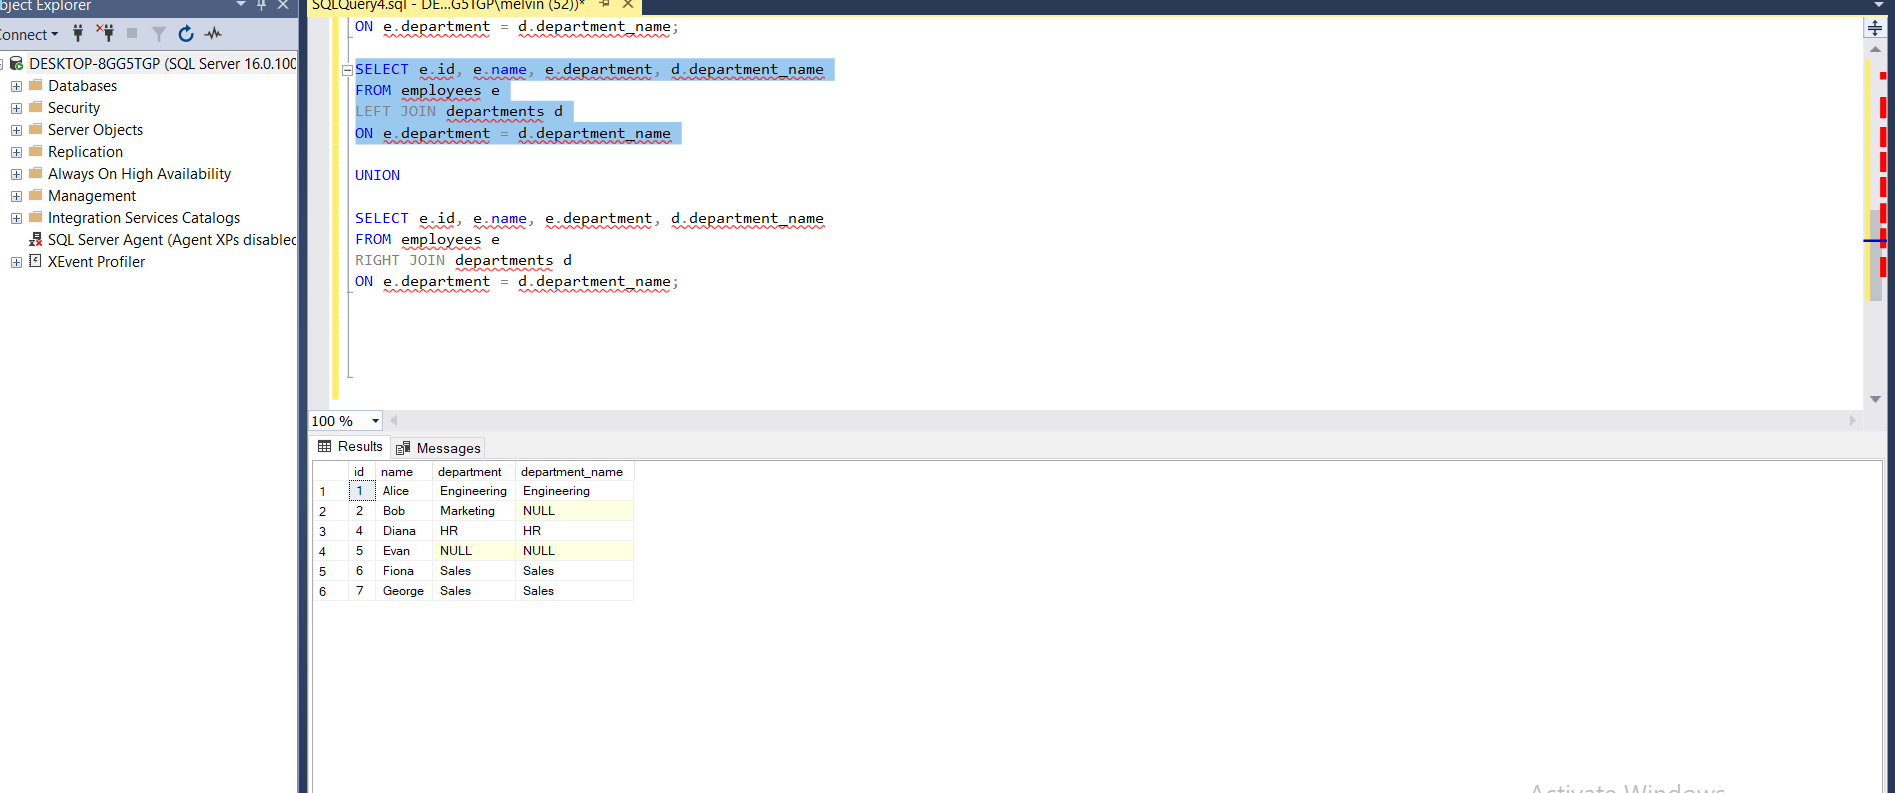 bject Explorer
onnect
DESKTOP-8GG5TGP (SQL Server 16.0.100
Databases
Security
Server Objects
Replication
Always On High Availability
Management
Integration Services Catalogs
SQL Server Agent (Agent XPs disabled
XEvent Profiler
SQLQuery4.sql - DE...G5TGP\melvin (52))*
ON e.department = d.department_name;
SELECT e.id, e.name, e.department, d.department_name
FROM employees e
LEFT JOIN departments d
ON e.department = d.department_name
UNION
SELECT e.id, e.name, e.department, d.department_name
FROM employees e
RIGHT JOIN departments d
ON e.department = d.department_name;
100 %
Results Messages
id name department department_name
1 1 Alice Engineering Engineering
2 2 Bob Marketing NULL
3 4 Diana HR HR
4 5 Evan NULL NULL
5 6 Fiona Sales Sales
6 7 George Sales Sales
Activate Windows